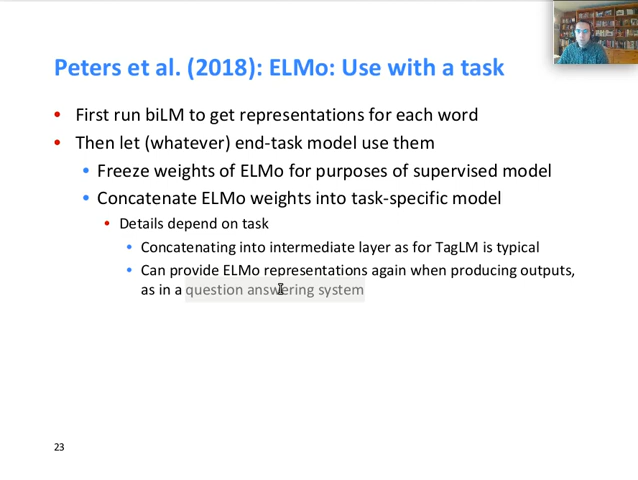 Peters et al. (2018): ELMo: Use with a task
• First run biLM to get representations for each word
• Then let (whatever) end-task model use them
• Freeze weights of ELMo for purposes of supervised model
• Concatenate ELMo weights into task-specific model
• Details depend on task
• Concatenating into intermediate layer as for TagLM is typical
• Can provide ELMo representations again when producing outputs,
as in a question answering system
23